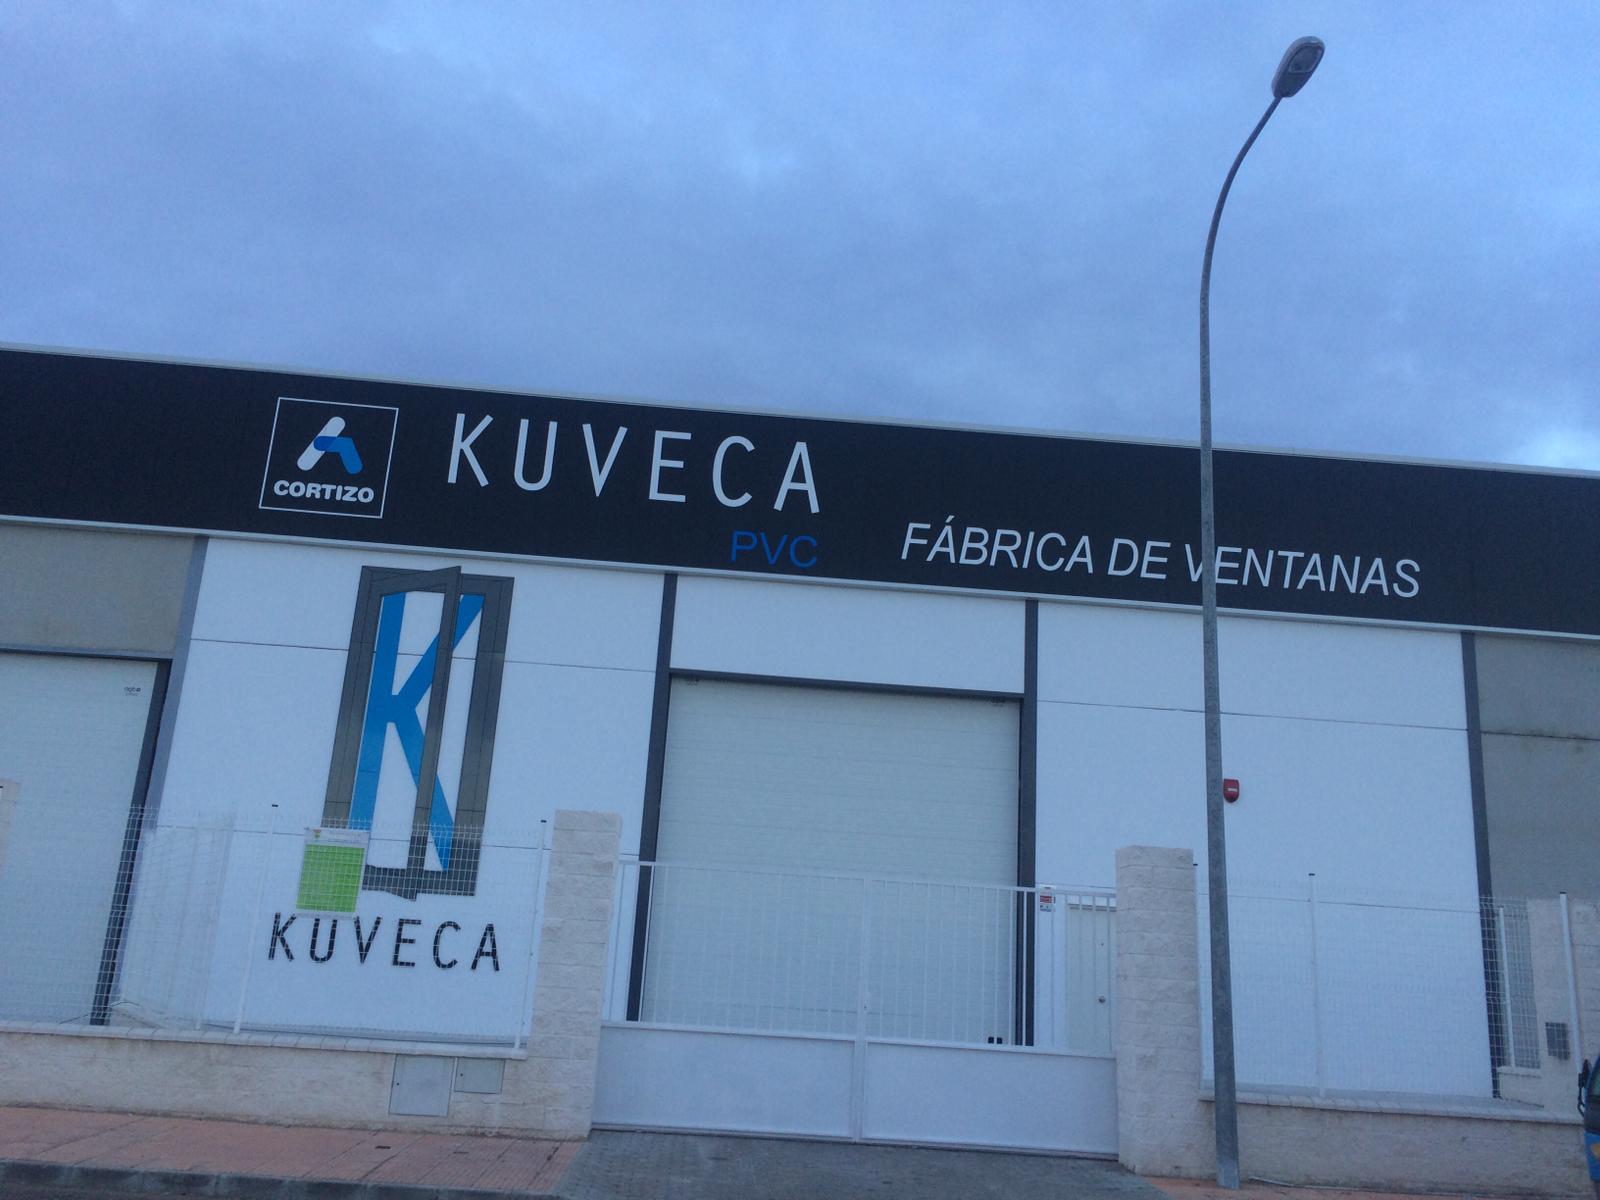 CORTIZO
KUVECA
PVC
FÁBRICA DE VENTANAS
K
KUVECA